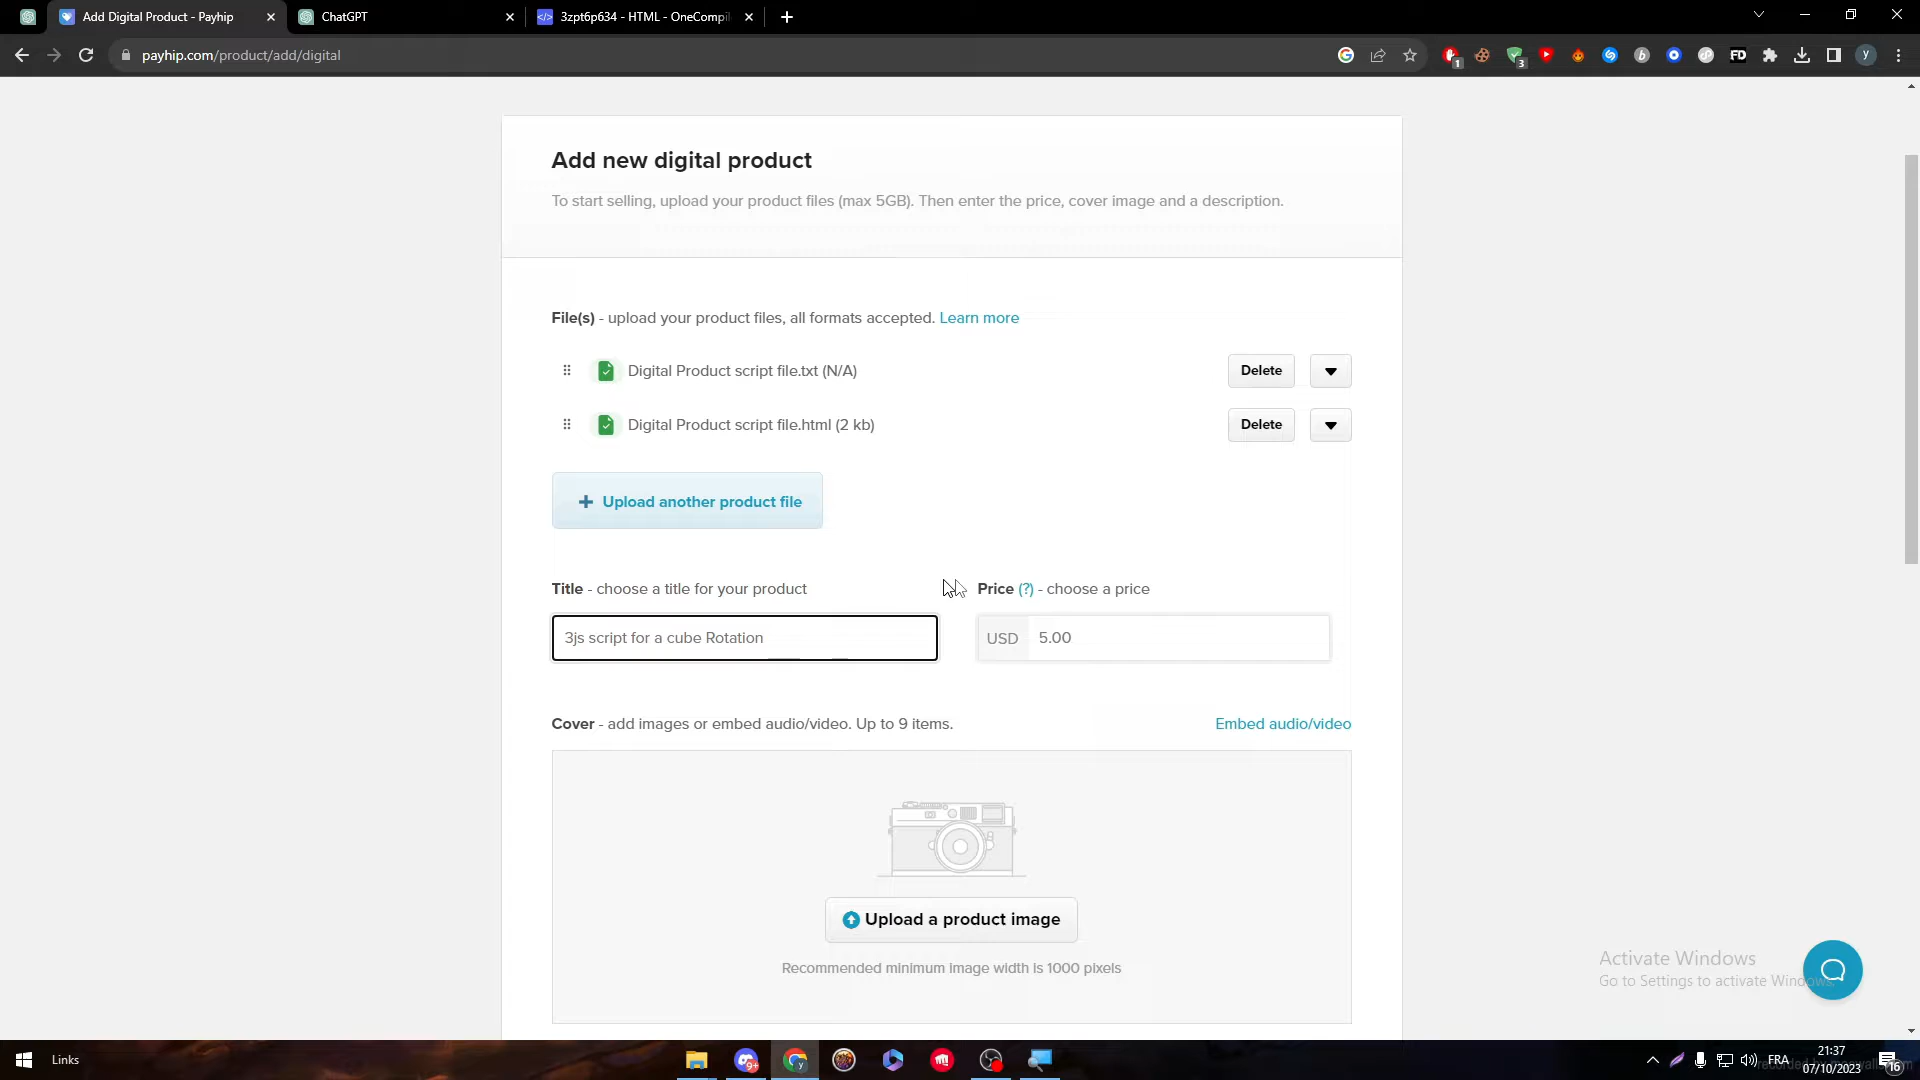 Add Digital Product - Payhip
ChatGPT
3zpt6p634 - HTML - OneCompil
payhip.com/product/add/digital
1
3
FD
y
Add new digital product
To start selling, upload your product files (max 5GB). Then enter the price, cover image and a description.
File(s) - upload your product files, all formats accepted. Learn more
Digital Product script file.txt (N/A)
Delete
Digital Product script file.html (2 kb)
Delete
+ Upload another product file
Title - choose a title for your product
Price (?) - choose a price
3js script for a cube Rotation
USD 5.00
Cover - add images or embed audio/video. Up to 9 items.
Embed audio/video
Upload a product image
Recommended minimum image width is 1000 pixels
Activate Windows
Go to Settings to activate Windows.
Links
FRA
21:37
07/10/2023
16